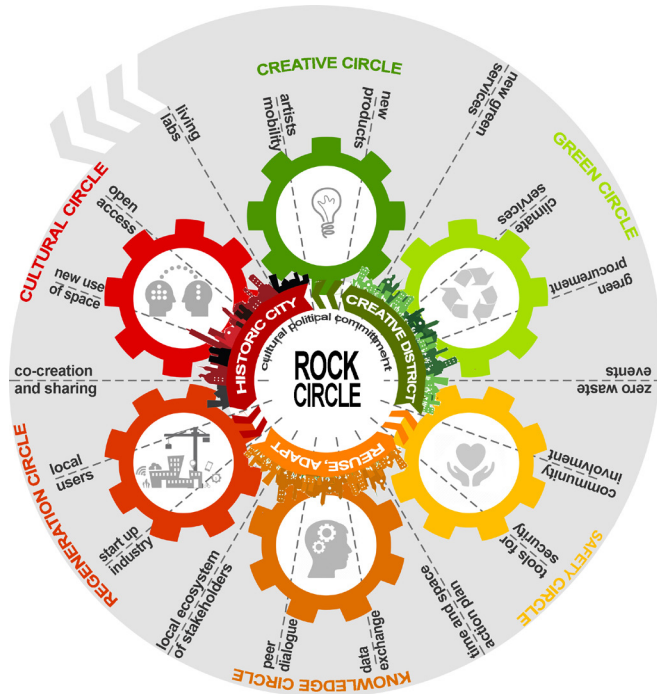 CREATIVE CIRCLE
living
labs
artists
mobility
new
products
new green
services
GREEN CIRCLE
climate
services
green
procurement
zero waste
events
SAFETY CIRCLE
community
involvement
tools for
security
time and space
action plan
KNOWLEDGE CIRCLE
data
exchange
peer
dialogue
local ecosystem
of stakeholders
REGENERATION CIRCLE
start up
industry
local
users
co-creation
and sharing
CULTURAL CIRCLE
new use
of space
open
access
HISTORIC CITY
CREATIVE DISTRICT
REUSE, ADAPT
cultural political committment
ROCK
CIRCLE